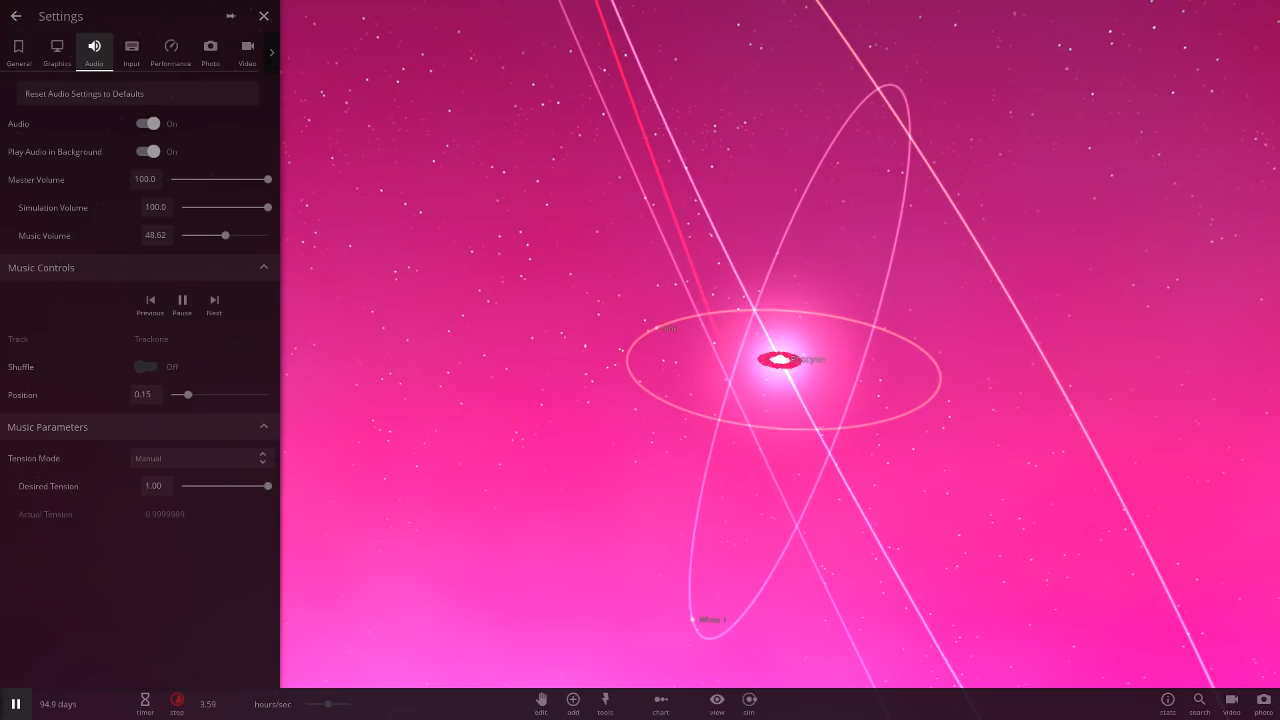 Settings
General Graphics Audio Input Performance Photo Video
Reset Audio Settings to Defaults
Audio On
Play Audio in Background On
Master Volume 100.0
Simulation Volume 100.0
Music Volume 48.62
Music Controls
Previous Pause Next
Track Trackone
Shuffle Off
Position 0.15
Music Parameters
Tension Mode Manual
Desired Tension 1.00
Actual Tension 0.9999989
94.9 days timer step 3.59 hours/sec edit add tools chart view sim stats search video photo